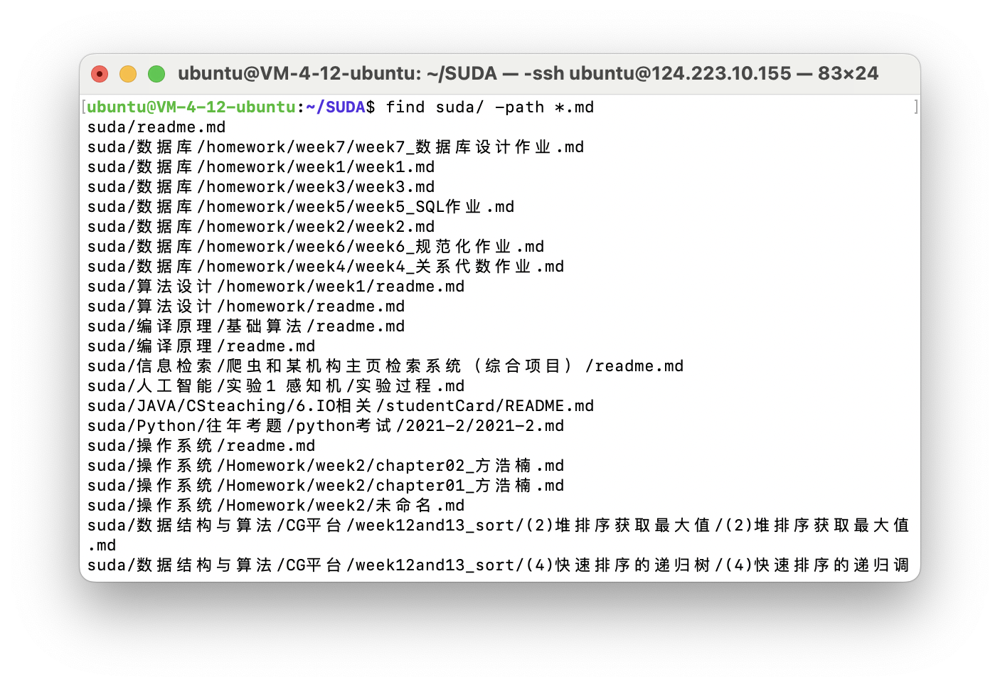 ubuntu@VM-4-12-ubuntu: ~/SUDA — -ssh ubuntu@124.223.10.155 — 83×24
[ubuntu@VM-4-12-ubuntu:~/SUDA$ find suda/ -path *.md ]
suda/readme.md
suda/数据库/homework/week7/week7_数据库设计作业.md
suda/数据库/homework/week1/week1.md
suda/数据库/homework/week3/week3.md
suda/数据库/homework/week5/week5_SQL作业.md
suda/数据库/homework/week2/week2.md
suda/数据库/homework/week6/week6_规范化作业.md
suda/数据库/homework/week4/week4_关系代数作业.md
suda/算法设计/homework/week1/readme.md
suda/算法设计/homework/readme.md
suda/编译原理/基础算法/readme.md
suda/编译原理/readme.md
suda/信息检索/爬虫和某机构主页检索系统（综合项目）/readme.md
suda/人工智能/实验1 感知机/实验过程.md
suda/JAVA/CSteaching/6.IO相关/studentCard/README.md
suda/Python/往年考题/python考试/2021-2/2021-2.md
suda/操作系统/readme.md
suda/操作系统/Homework/week2/chapter02_方浩楠.md
suda/操作系统/Homework/week2/chapter01_方浩楠.md
suda/操作系统/Homework/week2/未命名.md
suda/数据结构与算法/CG平台/week12and13_sort/(2)堆排序获取最大值/(2)堆排序获取最大值
.md
suda/数据结构与算法/CG平台/week12and13_sort/(4)快速排序的递归树/(4)快速排序的递归调